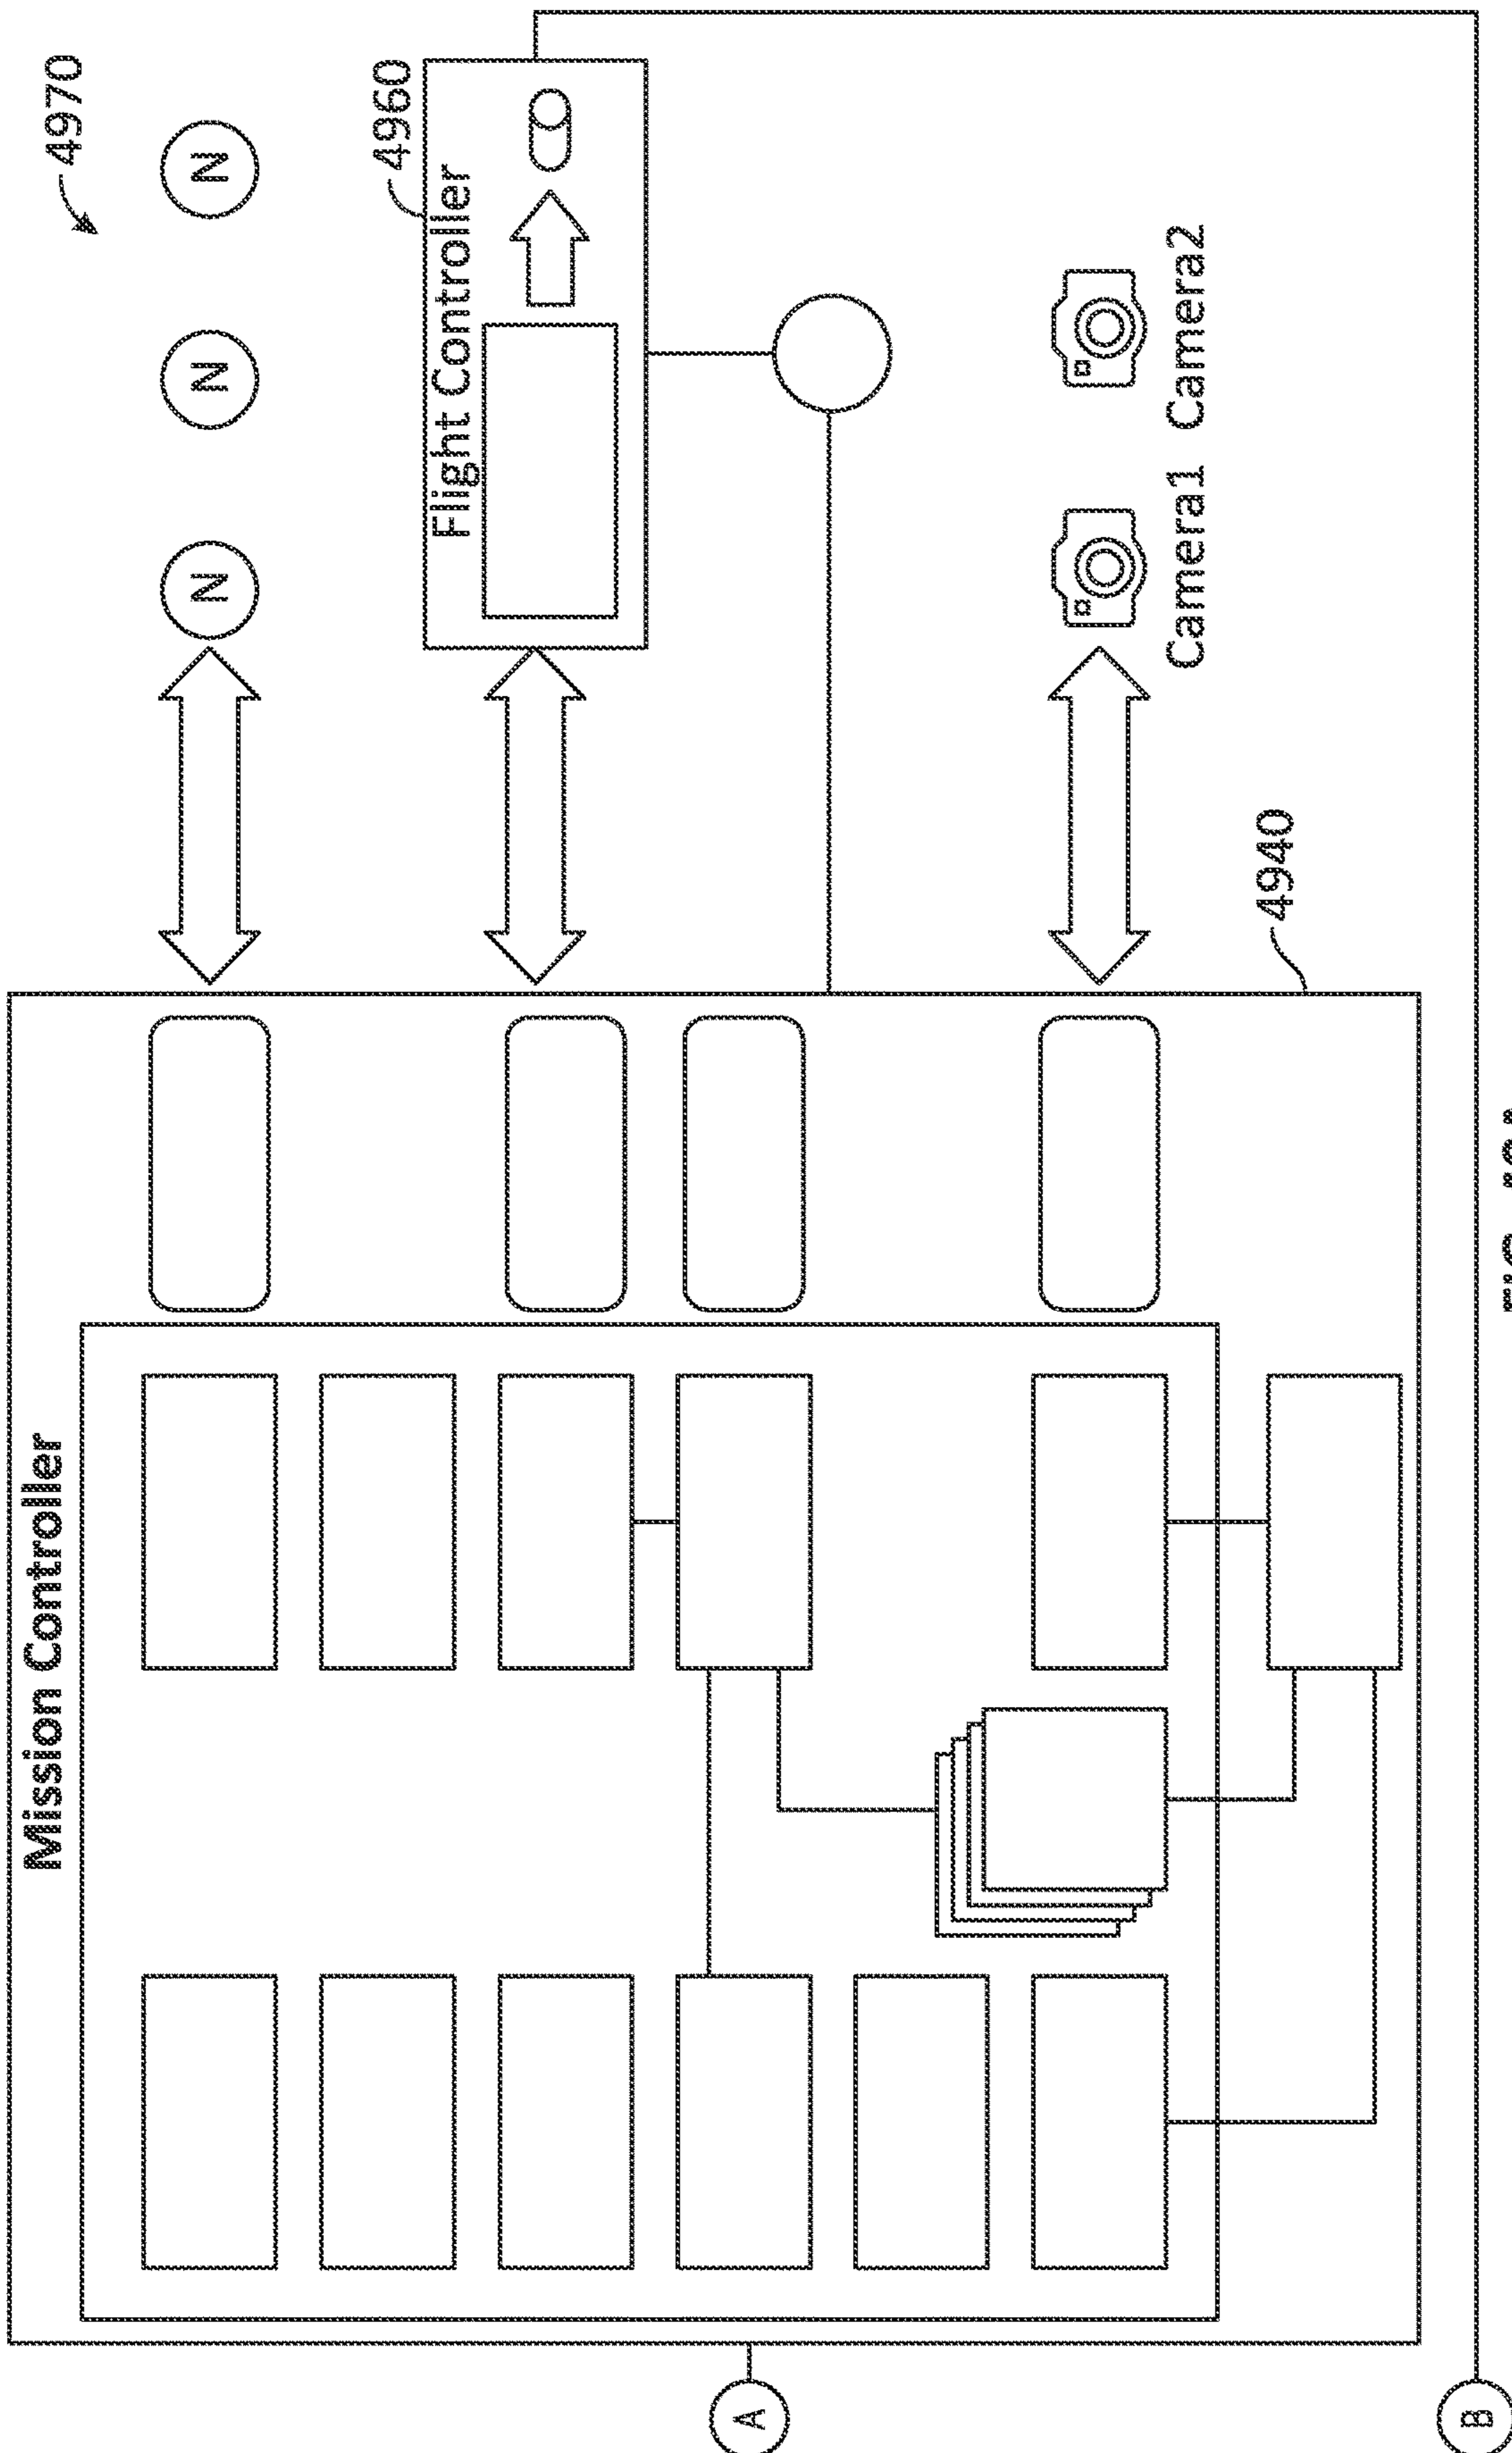 4970
N
N
N
4960
Flight Controller
Mission Controller
Camera1
Camera2
4940
A
B